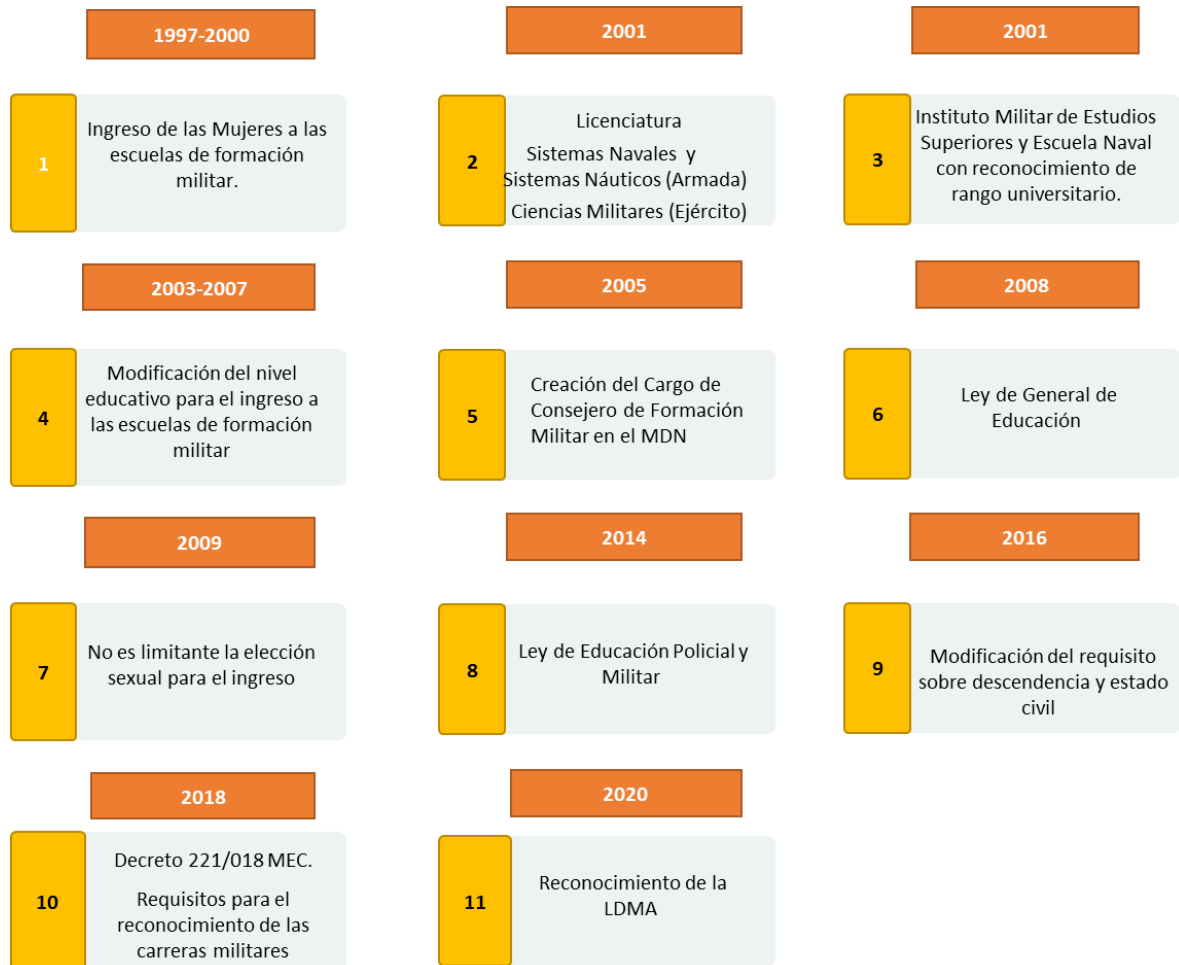 1997-2000
1
Ingreso de las Mujeres a las
escuelas de formación
militar.
2001
2
Licenciatura
Sistemas Navales y
Sistemas Náuticos (Armada)
Ciencias Militares (Ejército)
2001
3
Instituto Militar de Estudios
Superiores y Escuela Naval
con reconocimiento de
rango universitario.
2003-2007
4
Modificación del nivel
educativo para el ingreso a
las escuelas de formación
militar
2005
5
Creación del Cargo de
Consejero de Formación
Militar en el MDN
2008
6
Ley de General de
Educación
2009
7
No es limitante la elección
sexual para el ingreso
2014
8
Ley de Educación Policial y
Militar
2016
9
Modificación del requisito
sobre descendencia y estado
civil
2018
10
Decreto 221/018 MEC.
Requisitos para el
reconocimiento de las
carreras militares
2020
11
Reconocimiento de la
LDMA